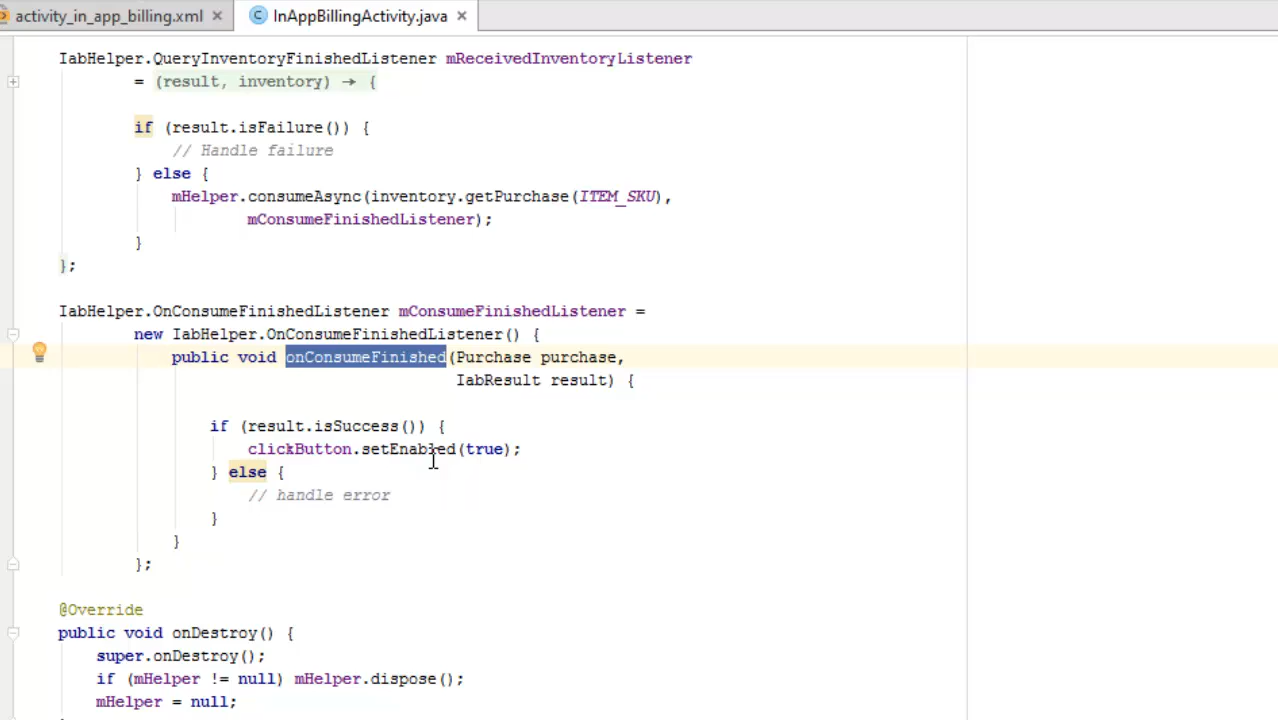 activity_in_app_billing.xml × InAppBillingActivity.java ×
IabHelper.QueryInventoryFinishedListener mReceivedInventoryListener
= (result, inventory) → {
if (result.isFailure()) {
// Handle failure
} else {
mHelper.consumeAsync(inventory.getPurchase(ITEM_SKU),
mConsumeFinishedListener);
}
};
IabHelper.OnConsumeFinishedListener mConsumeFinishedListener =
new IabHelper.OnConsumeFinishedListener() {
public void onConsumeFinished(Purchase purchase,
IabResult result) {
if (result.isSuccess()) {
clickButton.setEnabled(true);
} else {
// handle error
}
}
};
@Override
public void onDestroy() {
super.onDestroy();
if (mHelper != null) mHelper.dispose();
mHelper = null;